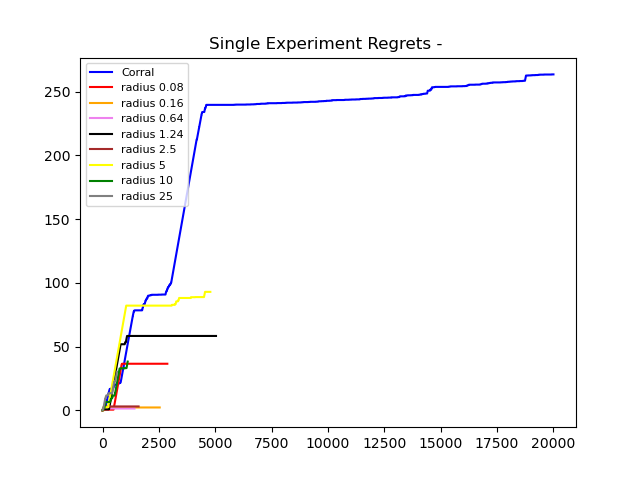 Single Experiment Regrets -
Corral
radius 0.08
radius 0.16
radius 0.64
radius 1.24
radius 2.5
radius 5
radius 10
radius 25
250
200
150
100
50
0
0 2500 5000 7500 10000 12500 15000 17500 20000